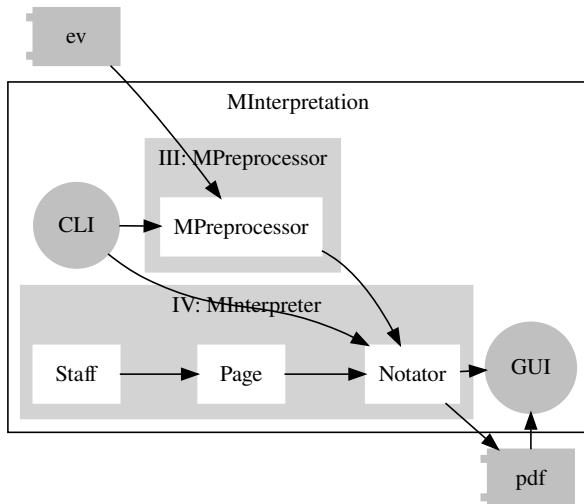 ev
MInterpretation
III: MPreprocessor
CLI
MPreprocessor
IV: MInterpreter
Staff
Page
Notator
GUI
pdf